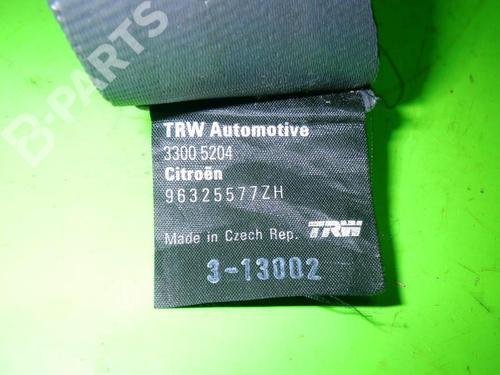 B-PARTS
TRW Automotive
3300 5204
Citroën
96325577ZH
Made in Czech Rep. TRW
3-13002